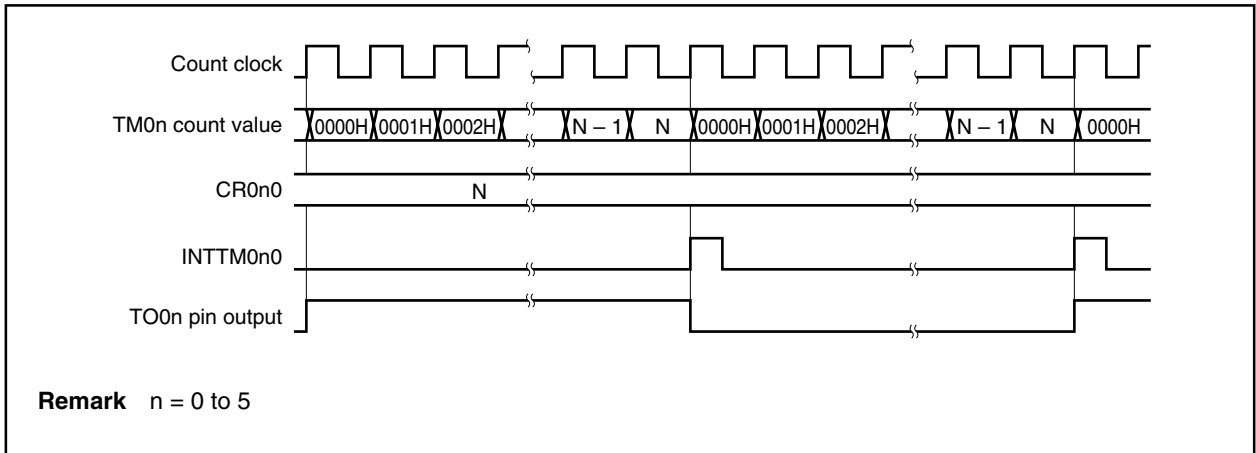 Count clock
TM0n count value 0000H 0001H 0002H N – 1 N 0000H 0001H 0002H N – 1 N 0000H
CR0n0 N
INTTM0n0
TO0n pin output
Remark n = 0 to 5